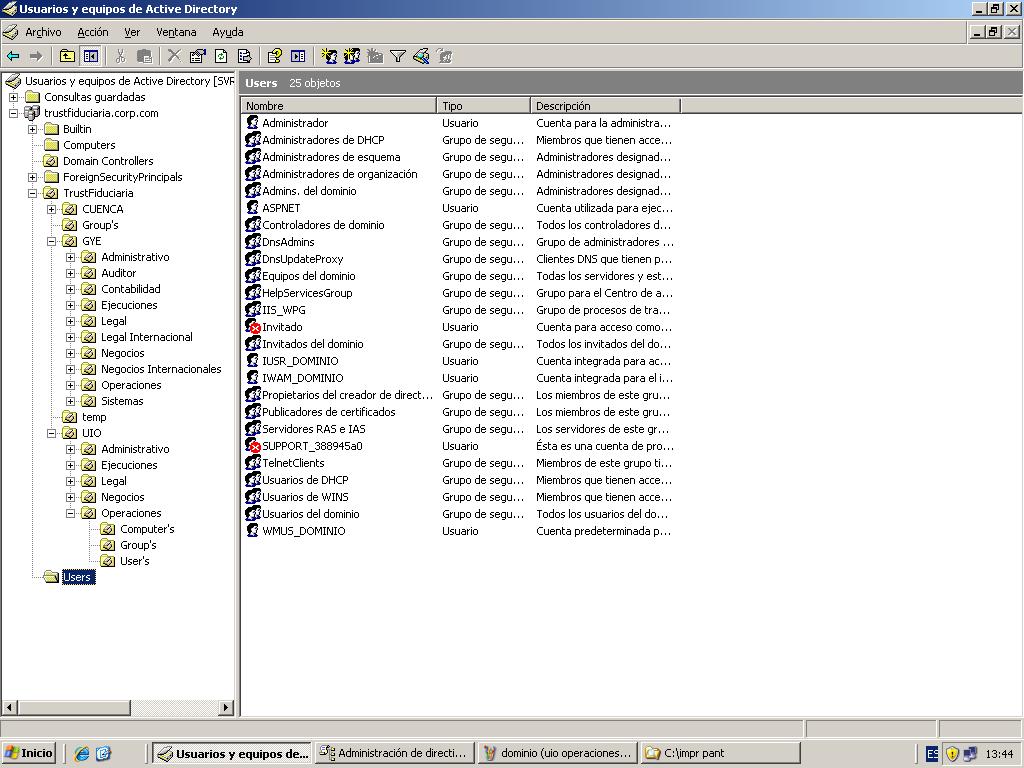 Usuarios y equipos de Active Directory
Archivo Acción Ver Ventana Ayuda
Usuarios y equipos de Active Directory [SVR
Consultas guardadas
trustfiduciaria.corp.com
Builtin
Computers
Domain Controllers
ForeignSecurityPrincipals
TrustFiduciaria
CUENCA
Group's
GYE
Administrativo
Auditor
Contabilidad
Ejecuciones
Legal
Legal Internacional
Negocios
Negocios Internacionales
Operaciones
Sistemas
temp
UIO
Administrativo
Ejecuciones
Legal
Negocios
Operaciones
Computer's
Group's
User's
Users
Users 25 objetos
Nombre Tipo Descripción
Administrador Usuario Cuenta para la administra...
Administradores de DHCP Grupo de segu... Miembros que tienen acce...
Administradores de esquema Grupo de segu... Administradores designad...
Administradores de organización Grupo de segu... Administradores designad...
Admins. del dominio Grupo de segu... Administradores designad...
ASPNET Usuario Cuenta utilizada para ejec...
Controladores de dominio Grupo de segu... Todos los controladores d...
DnsAdmins Grupo de segu... Grupo de administradores ...
DnsUpdateProxy Grupo de segu... Clientes DNS que tienen p...
Equipos del dominio Grupo de segu... Todas los servidores y est...
HelpServicesGroup Grupo de segu... Grupo para el Centro de a...
IIS_WPG Grupo de segu... Grupo de procesos de tra...
Invitado Usuario Cuenta para acceso como...
Invitados del dominio Grupo de segu... Todos los invitados del do...
IUSR_DOMINIO Usuario Cuenta integrada para ac...
IWAM_DOMINIO Usuario Cuenta integrada para el i...
Propietarios del creador de direct... Grupo de segu... Los miembros de este gru...
Publicadores de certificados Grupo de segu... Los miembros de este gru...
Servidores RAS e IAS Grupo de segu... Los servidores de este gr...
SUPPORT_388945a0 Usuario Ésta es una cuenta de pro...
TelnetClients Grupo de segu... Miembros de este grupo ti...
Usuarios de DHCP Grupo de segu... Miembros que tienen acce...
Usuarios de WINS Grupo de segu... Miembros que tienen acce...
Usuarios del dominio Grupo de segu... Todos los usuarios del do...
WMUS_DOMINIO Usuario Cuenta predeterminada p...
Inicio Usuarios y equipos de... Administración de directi... dominio (uio operaciones... C:\impr pant ES 13:44